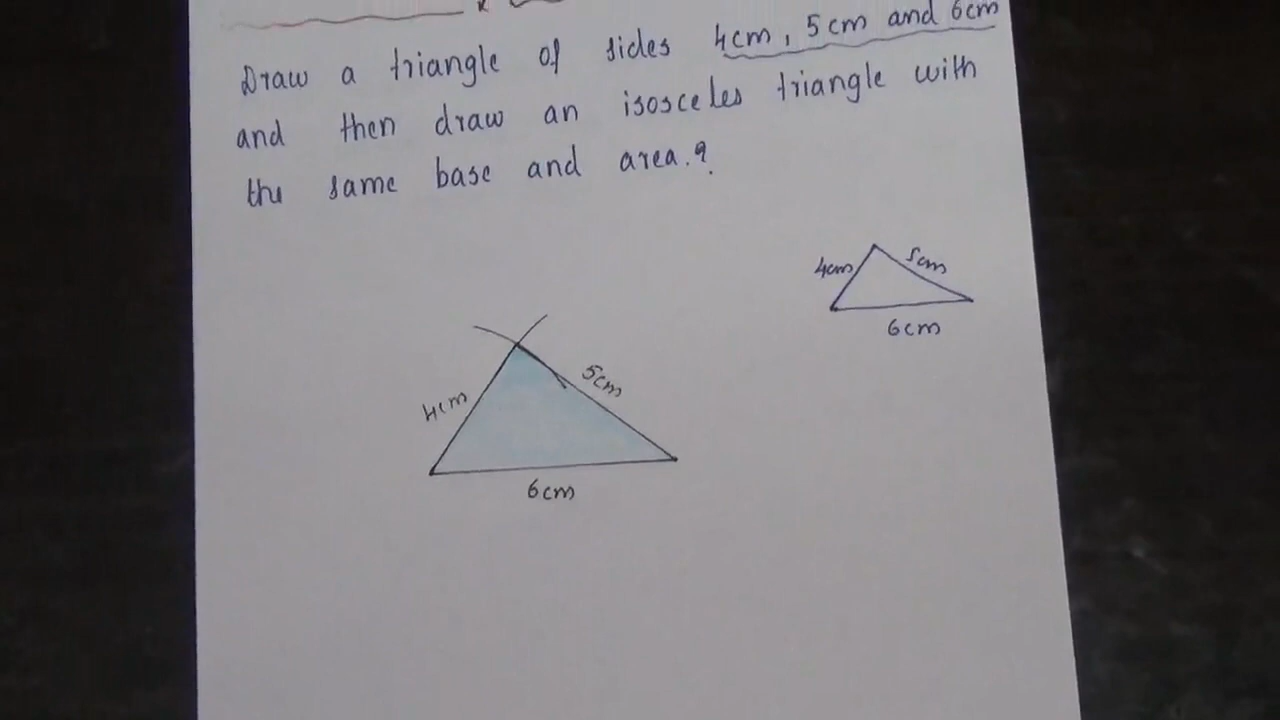 Draw a triangle of sides 4cm, 5cm and 6cm
and then draw an isosceles triangle with
the same base and area.?
4cm 5cm
6cm
4cm 5cm
6cm